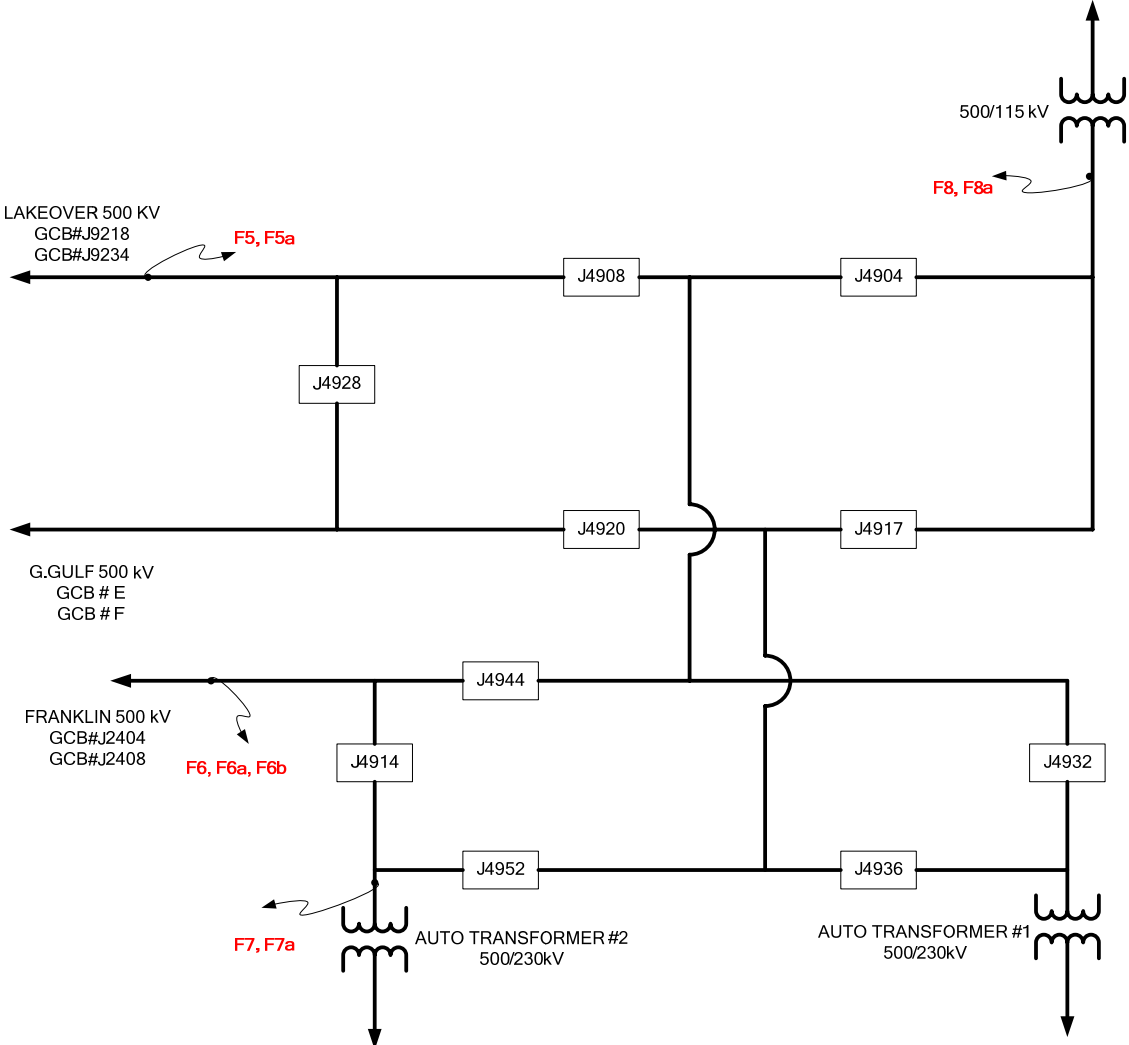 500/115 kV
F8, F8a
LAKEOVER 500 KV
GCB#J9218
GCB#J9234
F5, F5a
J4908
J4904
J4928
J4920
J4917
G.GULF 500 kV
GCB # E
GCB # F
J4944
FRANKLIN 500 kV
GCB#J2404
GCB#J2408
F6, F6a, F6b
J4914
J4932
J4952
J4936
F7, F7a
AUTO TRANSFORMER #2
500/230kV
AUTO TRANSFORMER #1
500/230kV